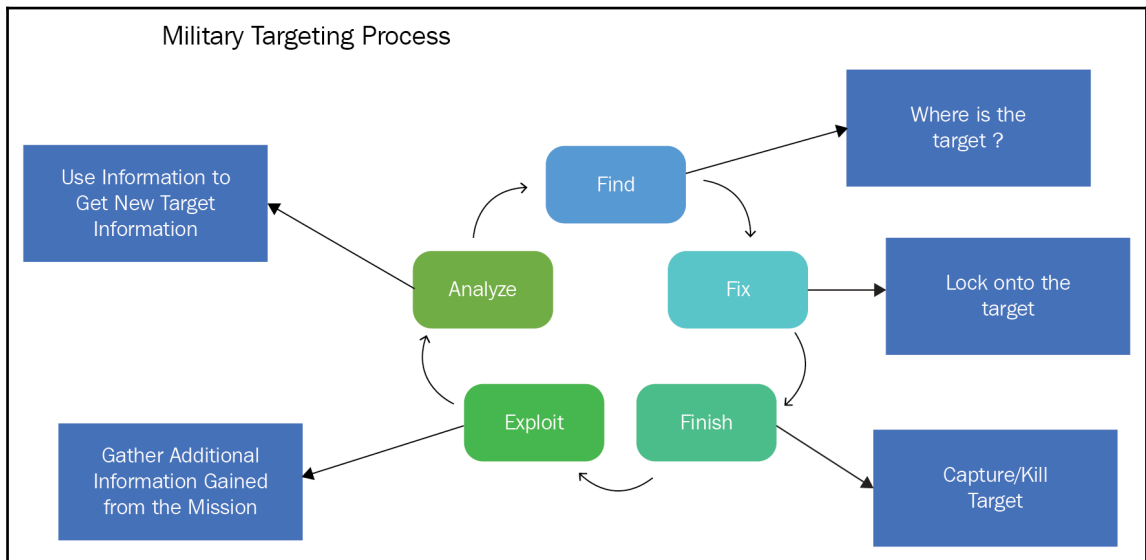 Military Targeting Process
Find
Where is the
target ?
Fix
Lock onto the
target
Finish
Capture/Kill
Target
Exploit
Gather Additional
Information Gained
from the Mission
Analyze
Use Information to
Get New Target
Information